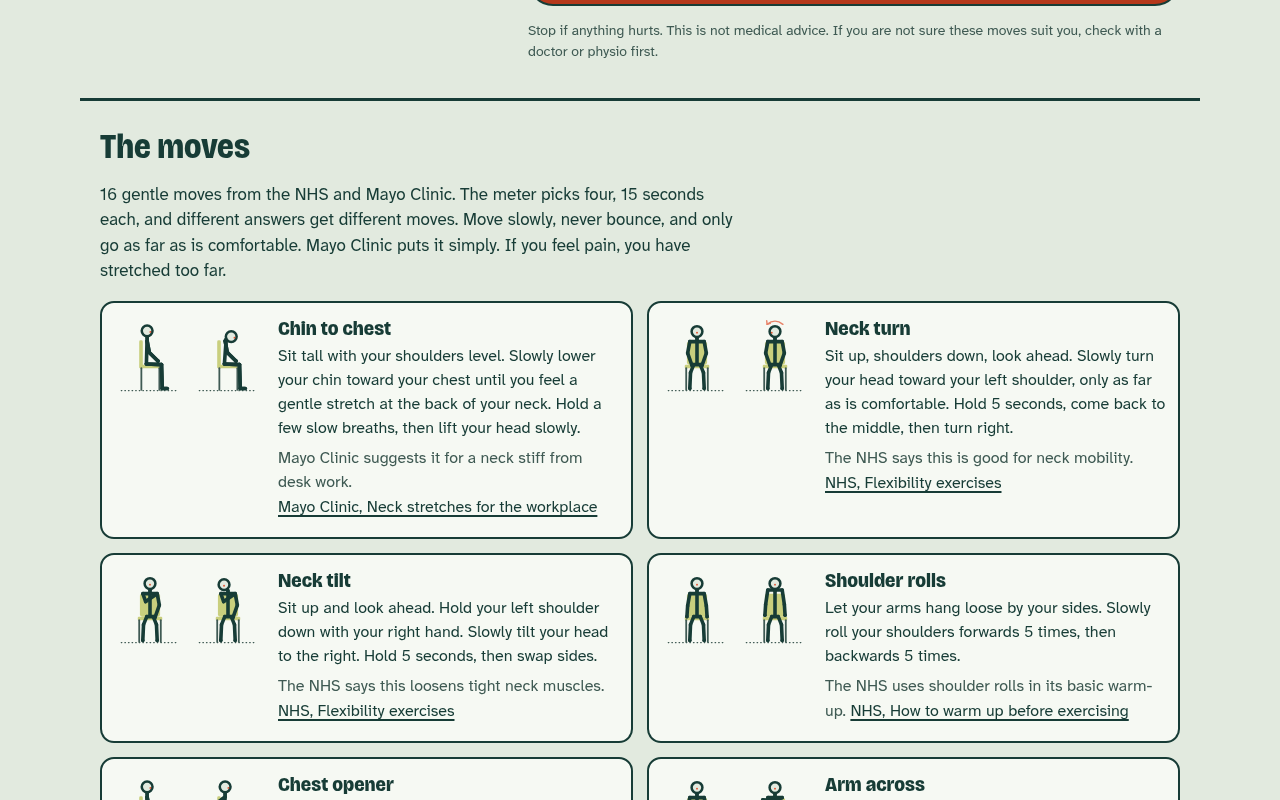 Stop if anything hurts. This is not medical advice. If you are not sure these moves suit you, check with a
doctor or physio first.
The moves
16 gentle moves from the NHS and Mayo Clinic. The meter picks four, 15 seconds
each, and different answers get different moves. Move slowly, never bounce, and only
go as far as is comfortable. Mayo Clinic puts it simply. If you feel pain, you have
stretched too far.
Chin to chest
Sit tall with your shoulders level. Slowly lower
your chin toward your chest until you feel a
gentle stretch at the back of your neck. Hold a
few slow breaths, then lift your head slowly.
Mayo Clinic suggests it for a neck stiff from
desk work.
Mayo Clinic, Neck stretches for the workplace
Neck turn
Sit up, shoulders down, look ahead. Slowly turn
your head toward your left shoulder, only as far
as is comfortable. Hold 5 seconds, come back to
the middle, then turn right.
The NHS says this is good for neck mobility.
NHS, Flexibility exercises
Neck tilt
Sit up and look ahead. Hold your left shoulder
down with your right hand. Slowly tilt your head
to the right. Hold 5 seconds, then swap sides.
The NHS says this loosens tight neck muscles.
NHS, Flexibility exercises
Shoulder rolls
Let your arms hang loose by your sides. Slowly
roll your shoulders forwards 5 times, then
backwards 5 times.
The NHS uses shoulder rolls in its basic warm-
up. NHS, How to warm up before exercising
Chest opener
Arm across